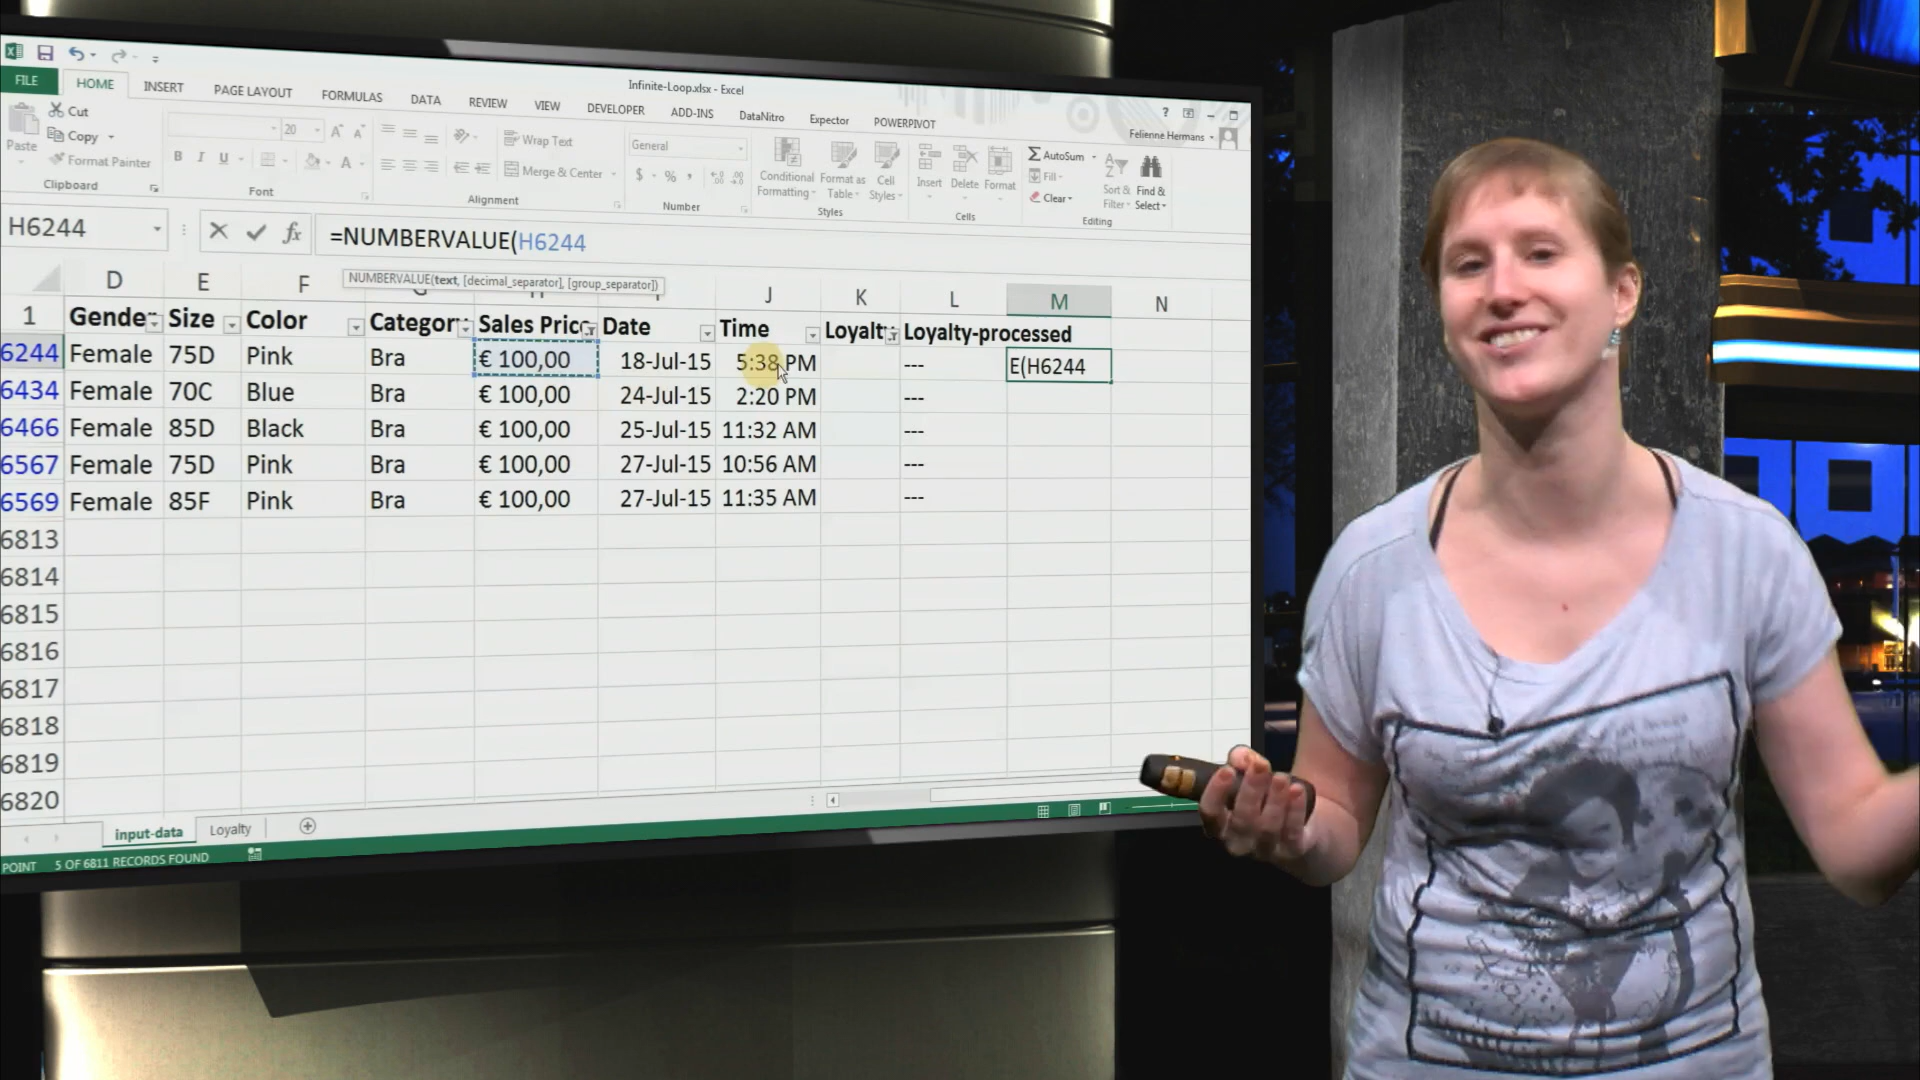 Infinite-Loop.xlsx - Excel
FILE HOME INSERT PAGE LAYOUT FORMULAS DATA REVIEW VIEW DEVELOPER ADD-INS DataNitro Expector POWERPIVOT
Felienne Hermans
Paste
Cut
Copy
Format Painter
Clipboard
20
B I U
Font
Wrap Text
Merge & Center
Alignment
General
$ % ,
Number
Conditional Formatting
Format as Table
Cell Styles
Styles
Insert Delete Format
Cells
AutoSum
Fill
Clear
Sort & Filter
Find & Select
Editing
H6244 fx =NUMBERVALUE(H6244
NUMBERVALUE(text, [decimal_separator], [group_separator])
D E F J K L M N
1 Gender Size Color Category Sales Price Date Time Loyalty Loyalty-processed
6244 Female 75D Pink Bra € 100,00 18-Jul-15 5:38 PM --- E(H6244
6434 Female 70C Blue Bra € 100,00 24-Jul-15 2:20 PM ---
6466 Female 85D Black Bra € 100,00 25-Jul-15 11:32 AM ---
6567 Female 75D Pink Bra € 100,00 27-Jul-15 10:56 AM ---
6569 Female 85F Pink Bra € 100,00 27-Jul-15 11:35 AM ---
6813
6814
6815
6816
6817
6818
6819
6820
input-data Loyalty
POINT 5 OF 6811 RECORDS FOUND